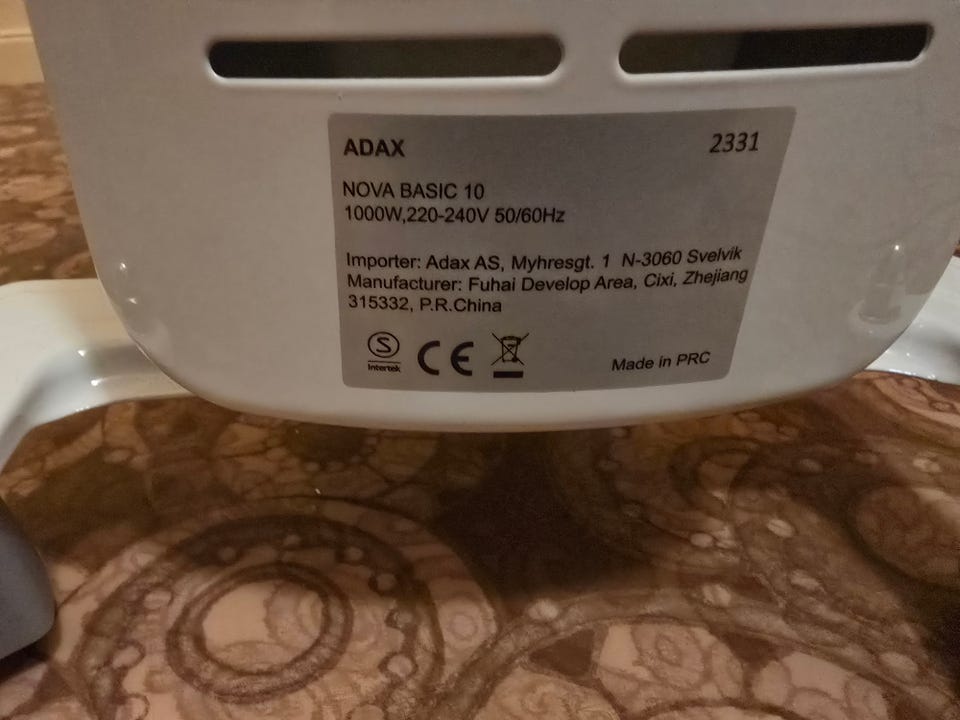 ADAX 2331
NOVA BASIC 10
1000W,220-240V 50/60Hz
Importer: Adax AS, Myhresgt. 1 N-3060 Svelvik
Manufacturer: Fuhai Develop Area, Cixi, Zhejiang
315332, P.R.China
S
Intertek
CE
Made in PRC